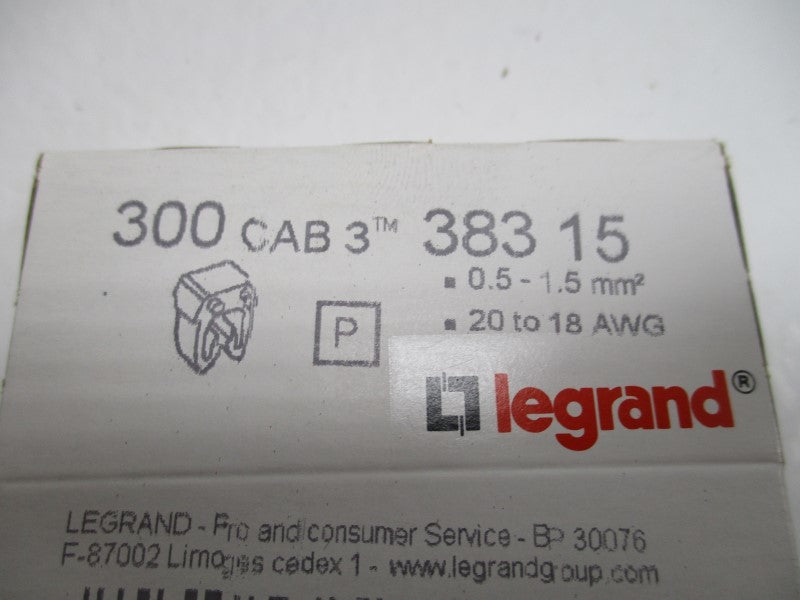 300 CAB 3™ 383 15
▪ 0.5 - 1.5 mm²
P
▪ 20 to 18 AWG
legrand®
LEGRAND - Pro and consumer Service - BP 30076
F-87002 Limoges cedex 1 - www.legrandgroup.com